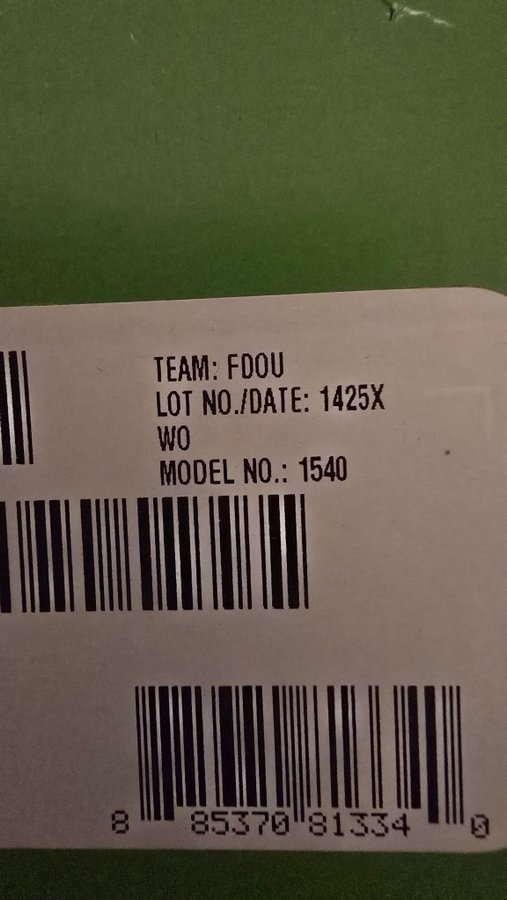 TEAM: FDOU
LOT NO./DATE: 1425X
WO
MODEL NO.: 1540
8 85370 81334 0